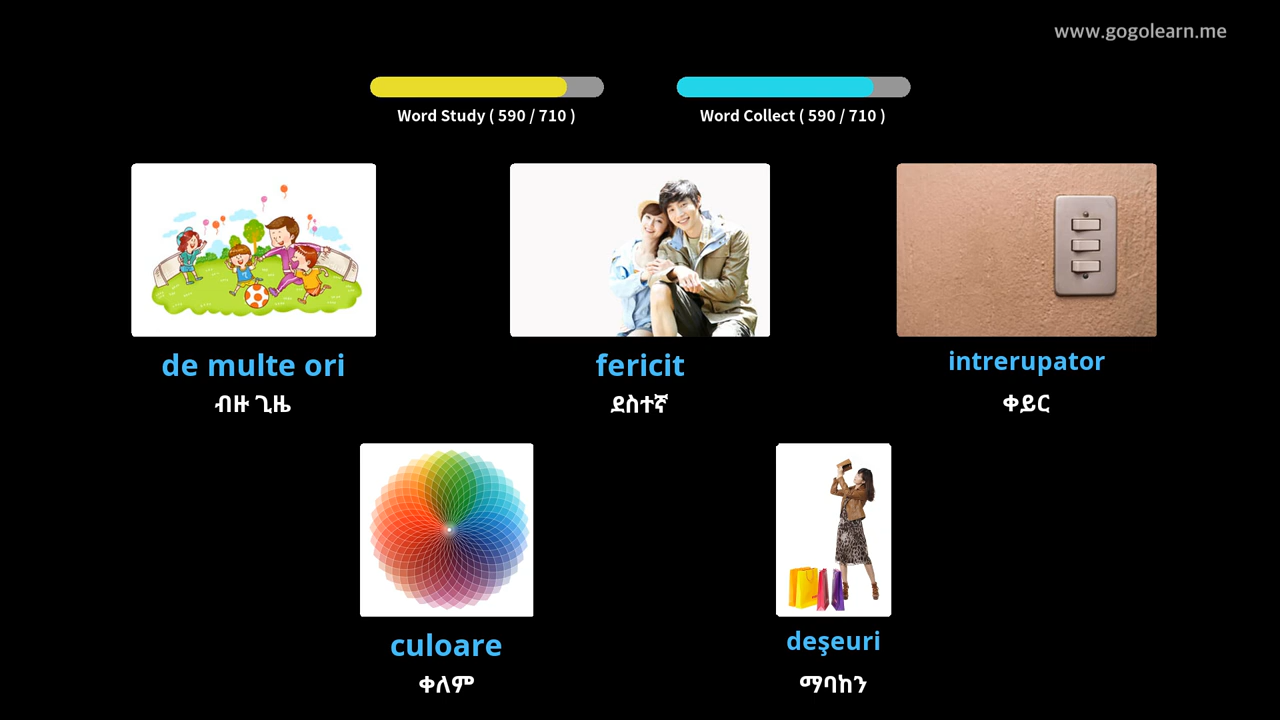 www.gogolearn.me
Word Study ( 590 / 710 )
Word Collect ( 590 / 710 )
de multe ori
fericit
intrerupator
ብዙ ጊዜ
ደስተኛ
ቀይር
culoare
deşeuri
ቀለም
ማባከን